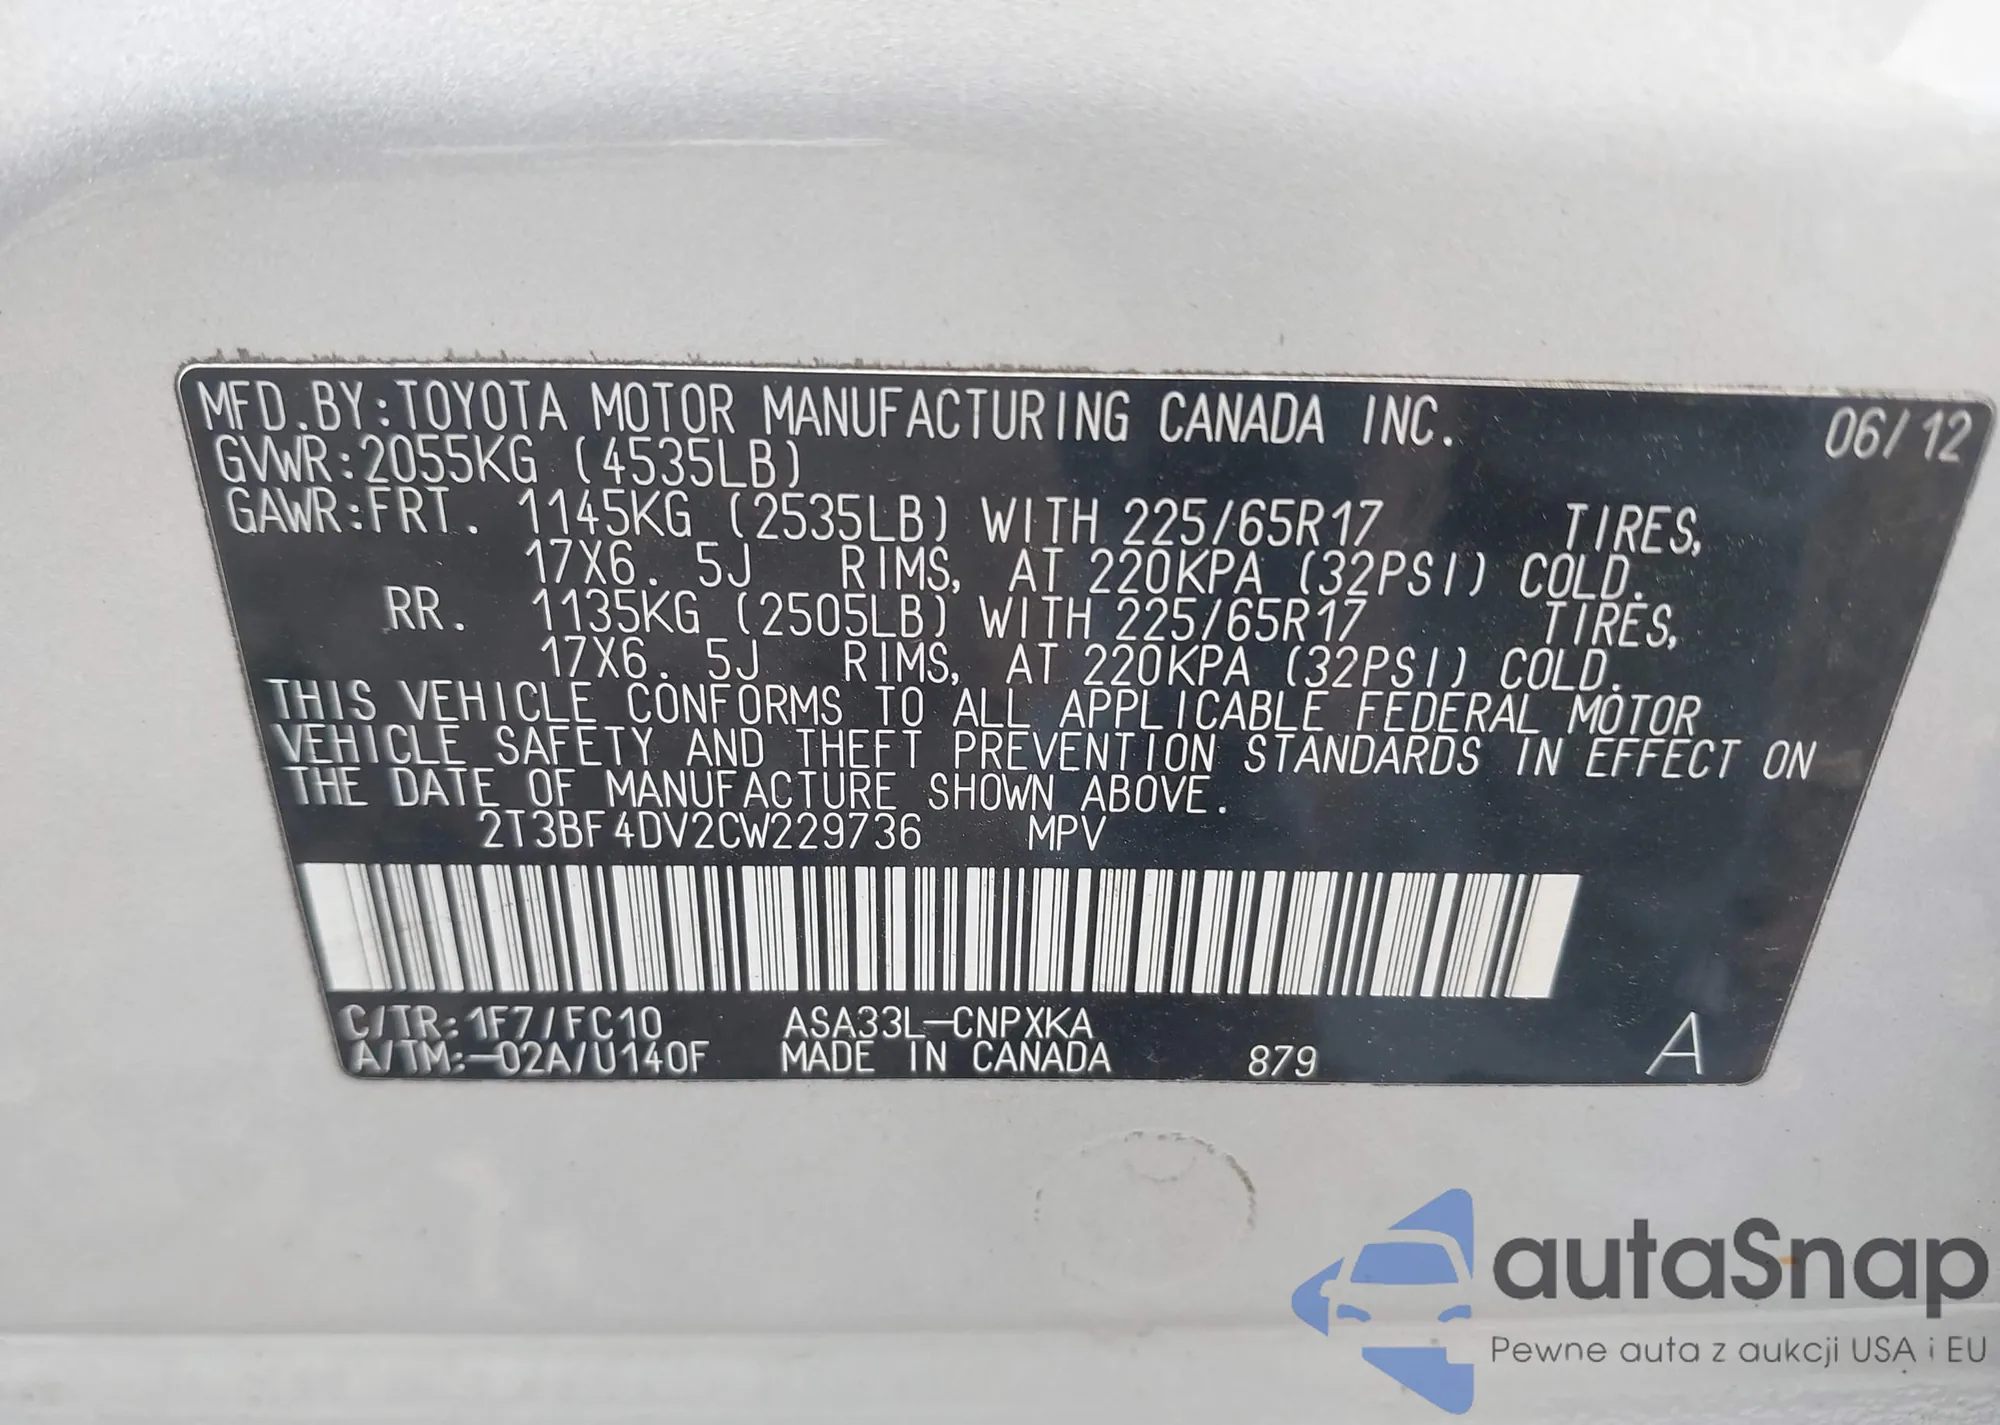 MFD.BY:TOYOTA MOTOR MANUFACTURING CANADA INC. 06/12
GVWR:2055KG (4535LB)
GAWR:FRT. 1145KG (2535LB) WITH 225/65R17 TIRES,
17X6.5J RIMS, AT 220KPA (32PSI) COLD.
RR. 1135KG (2505LB) WITH 225/65R17 TIRES,
17X6.5J RIMS, AT 220KPA (32PSI) COLD.
THIS VEHICLE CONFORMS TO ALL APPLICABLE FEDERAL MOTOR
VEHICLE SAFETY AND THEFT PREVENTION STANDARDS IN EFFECT ON
THE DATE OF MANUFACTURE SHOWN ABOVE.
2T3BF4DV2CW229736 MPV
C/TR:1F7/FC10 ASA33L-CNPXKA
A/TM:-02A/U140F MADE IN CANADA 879 A
autaSnap
Pewne auta z aukcji USA i EU